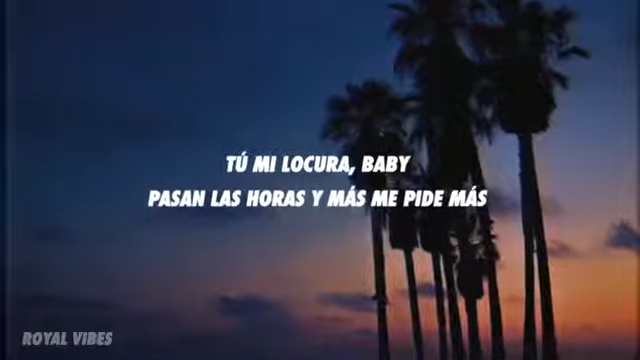 TÚ MI LOCURA, BABY
PASAN LAS HORAS Y MÁS ME PIDE MÁS
ROYAL VIBES